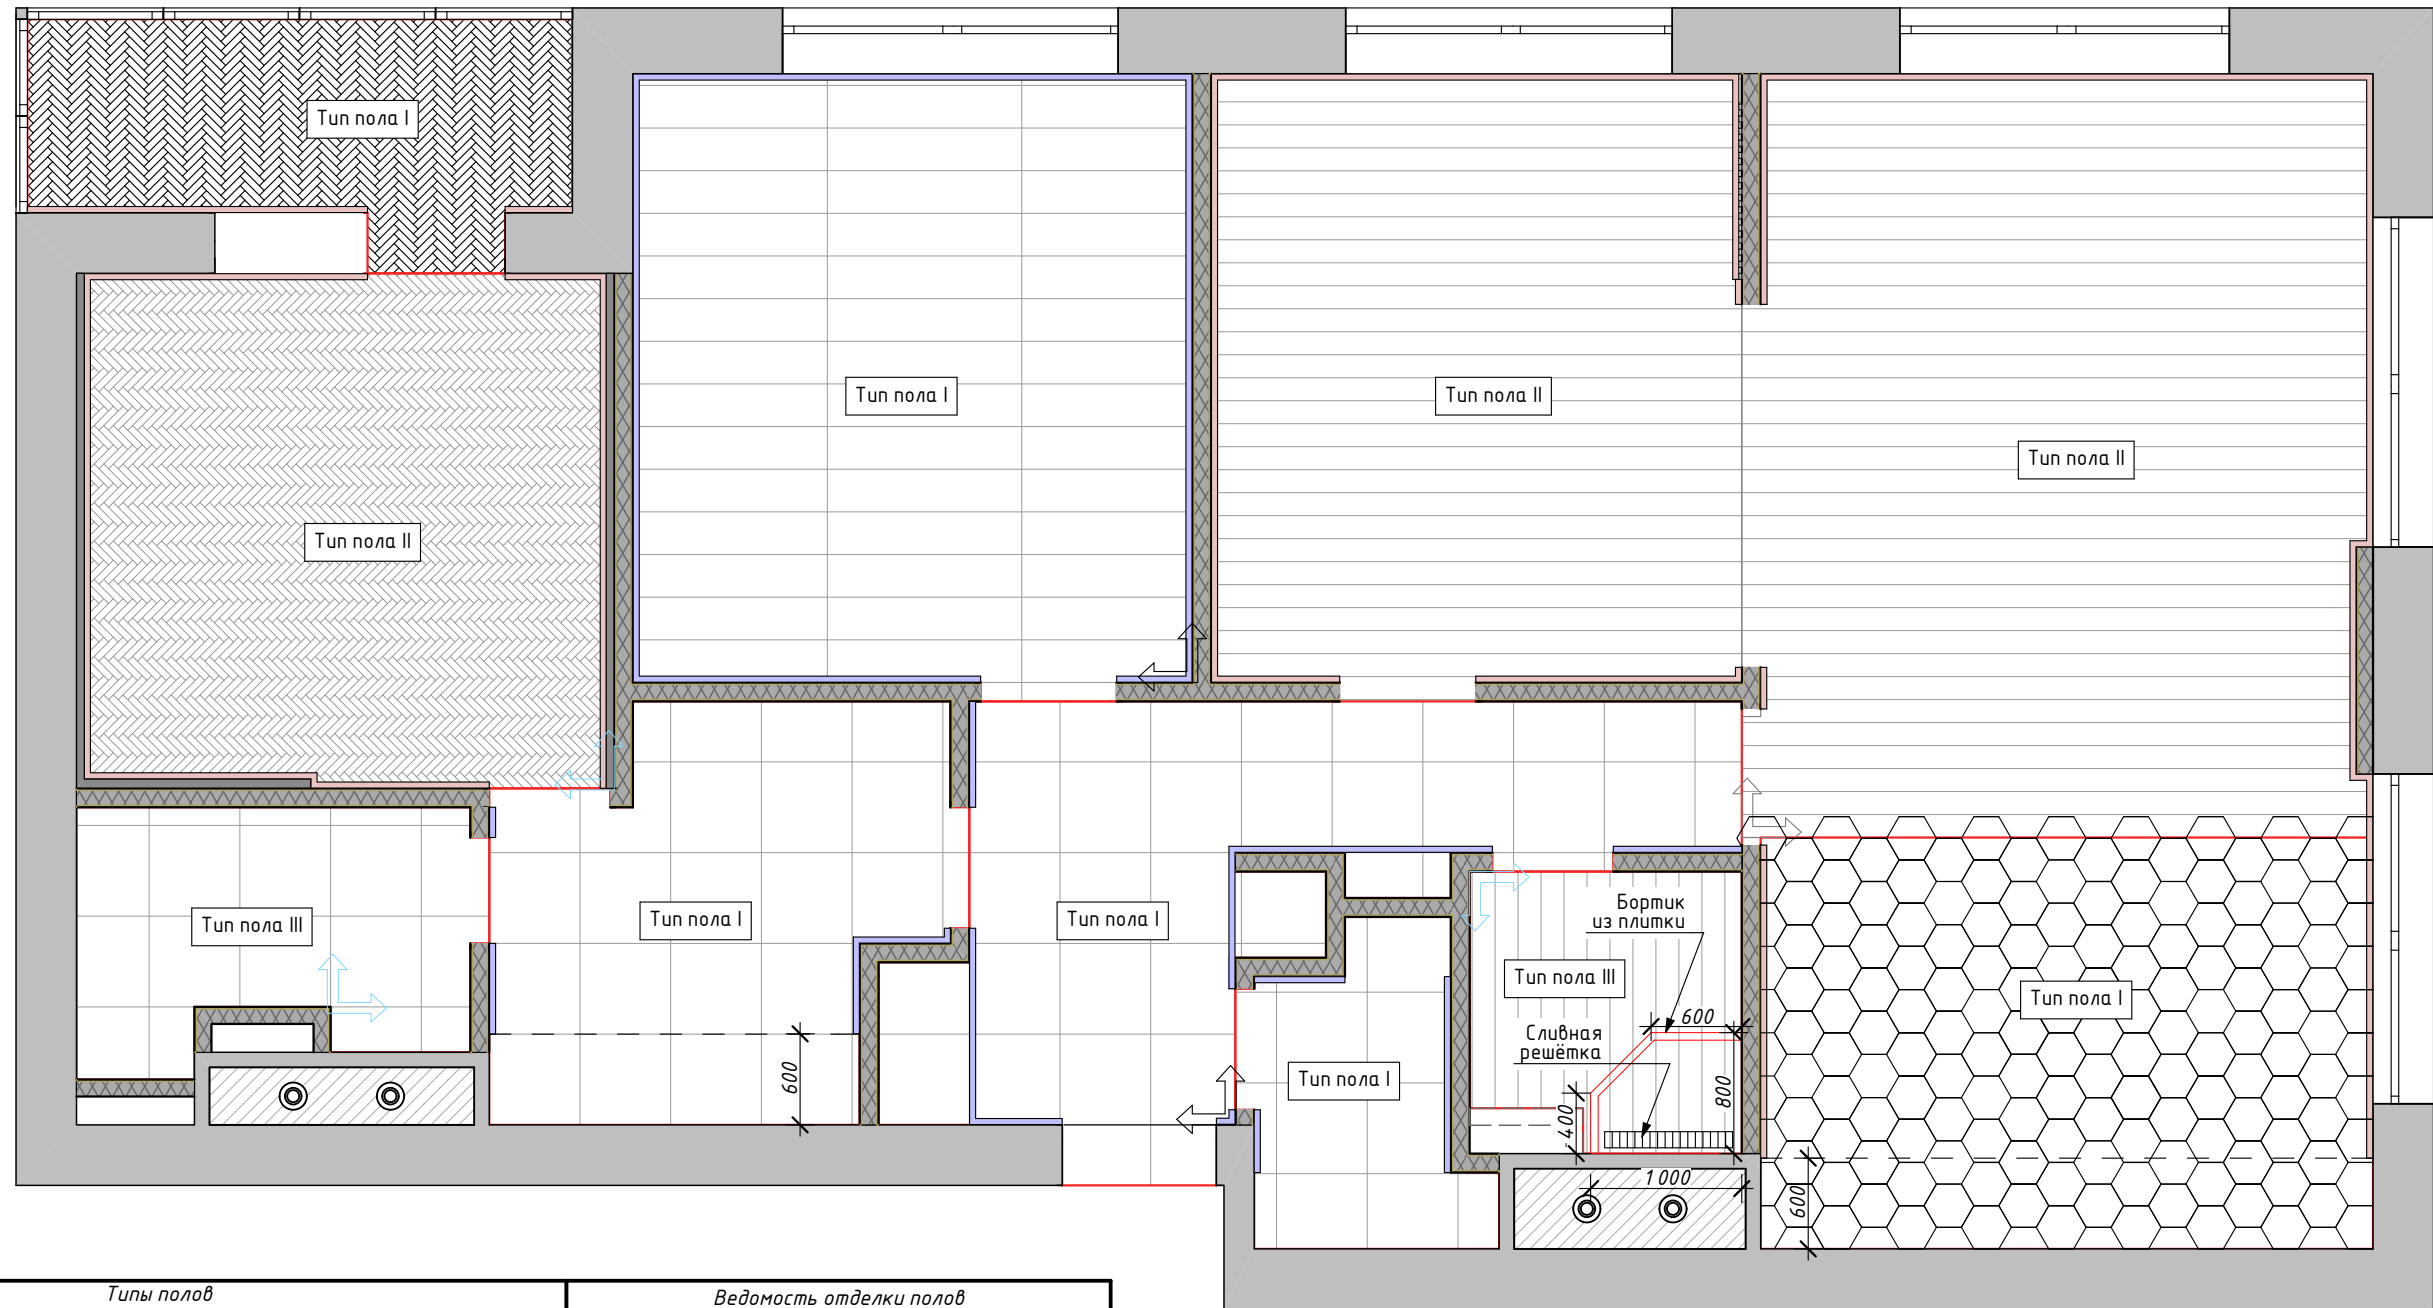 Тип пола I
Тип пола I
Тип пола II
Тип пола II
Тип пола II
Тип пола III
Тип пола I
Тип пола I
Бортик
из плитки
Тип пола III
600
Сливная
решётка
Тип пола I
Тип пола I
600
400
800
1000
600
Типы полов
Ведомость отделки полов